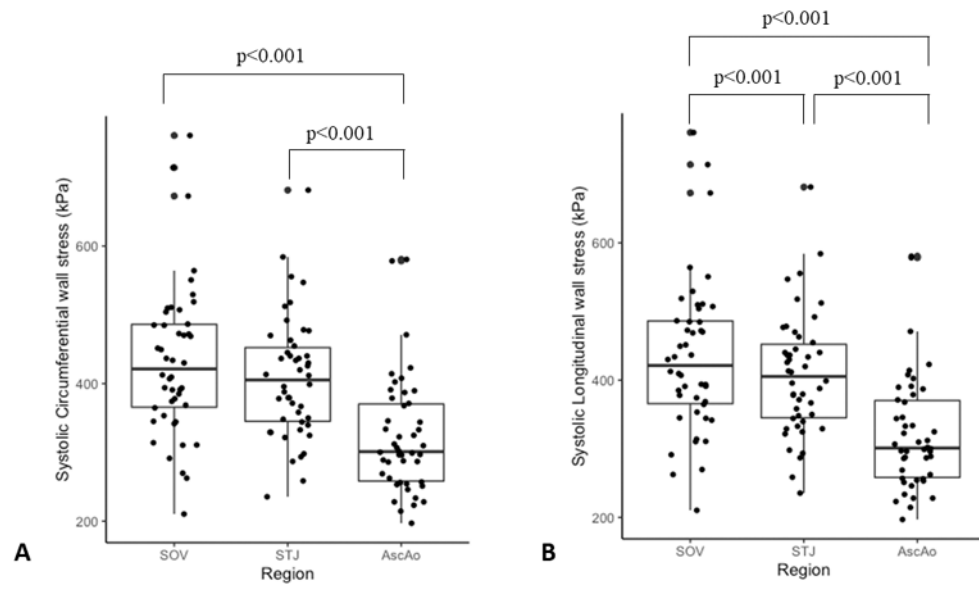 p<0.001
p<0.001
Systolic Circumferential wall stress (kPa)
600
400
200
SOV
STJ
AscAo
Region
A
p<0.001
p<0.001
p<0.001
Systolic Longitudinal wall stress (kPa)
600
400
200
SOV
STJ
AscAo
Region
B